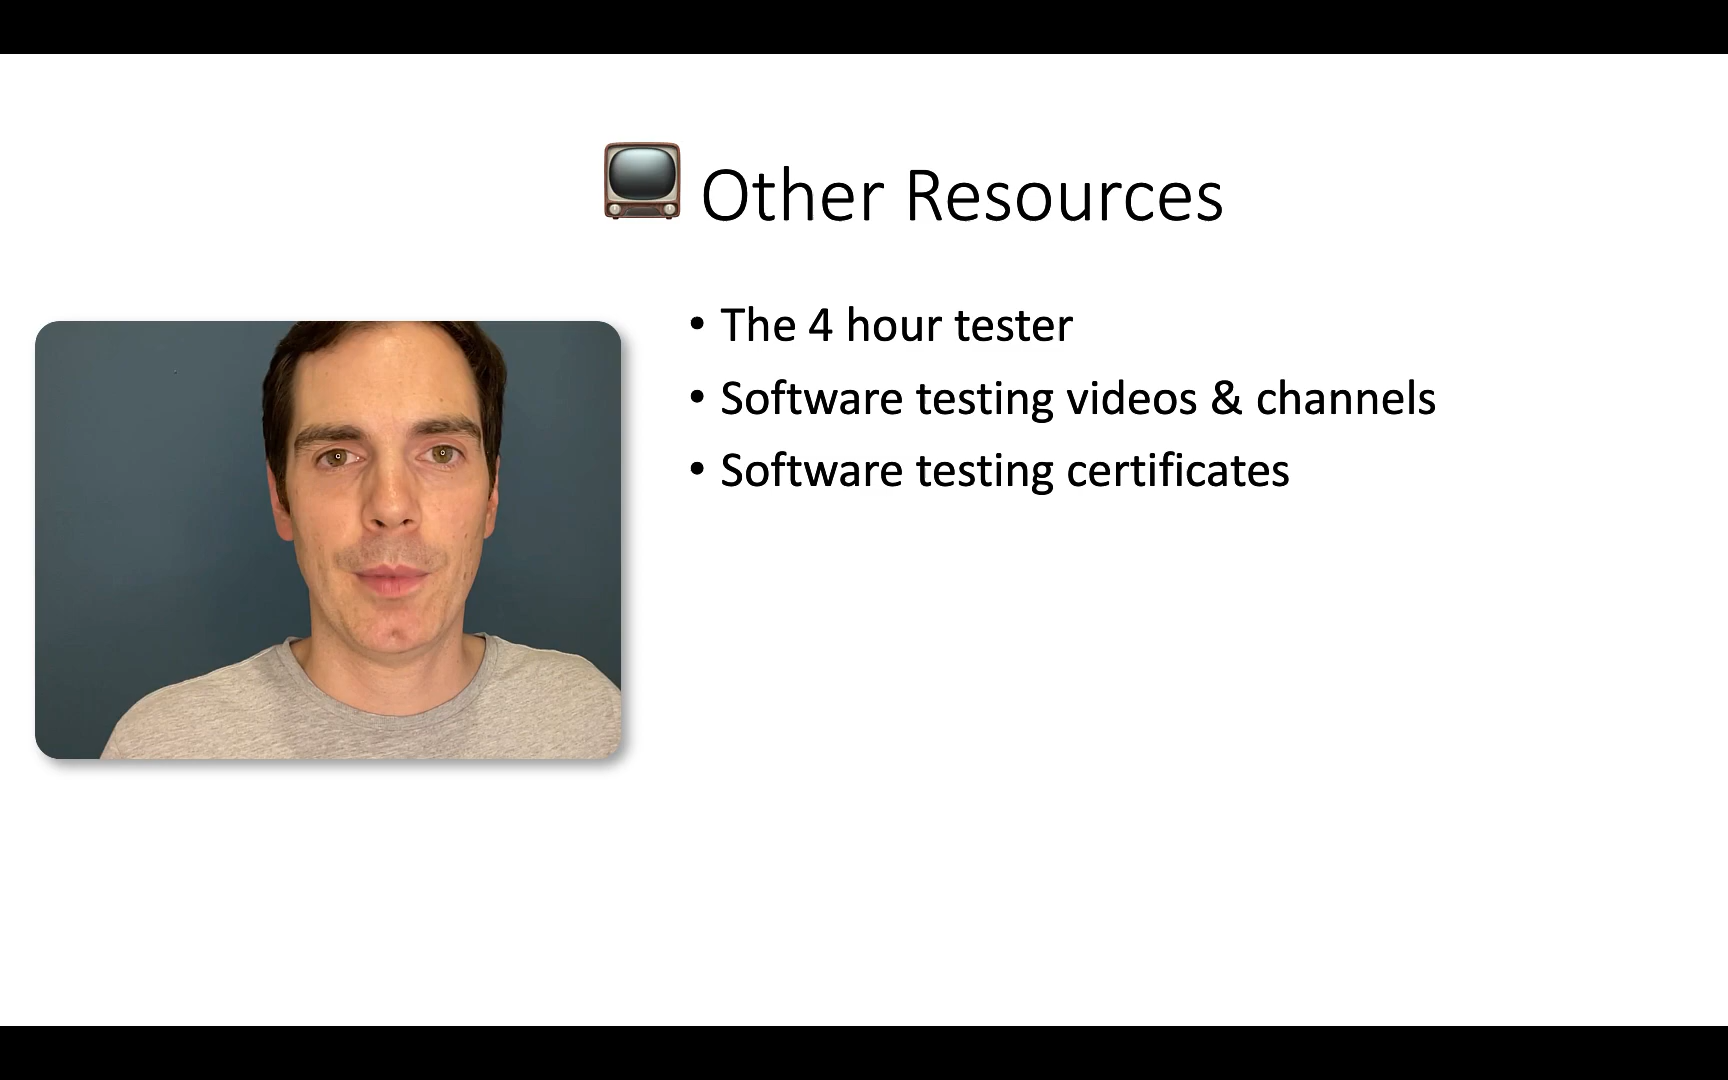 Other Resources
• The 4 hour tester
• Software testing videos & channels
• Software testing certificates